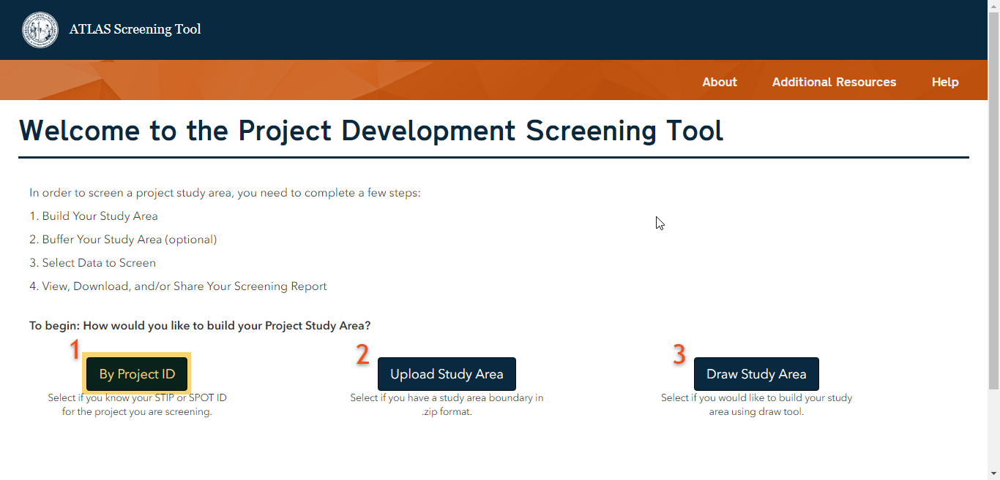 ATLAS Screening Tool
About Additional Resources Help
Welcome to the Project Development Screening Tool
In order to screen a project study area, you need to complete a few steps:
1. Build Your Study Area
2. Buffer Your Study Area (optional)
3. Select Data to Screen
4. View, Download, and/or Share Your Screening Report
To begin: How would you like to build your Project Study Area?
1
By Project ID
Select if you know your STIP or SPOT ID
for the project you are screening.
2
Upload Study Area
Select if you have a study area boundary in
.zip format.
3
Draw Study Area
Select if you would like to build your study
area using draw tool.